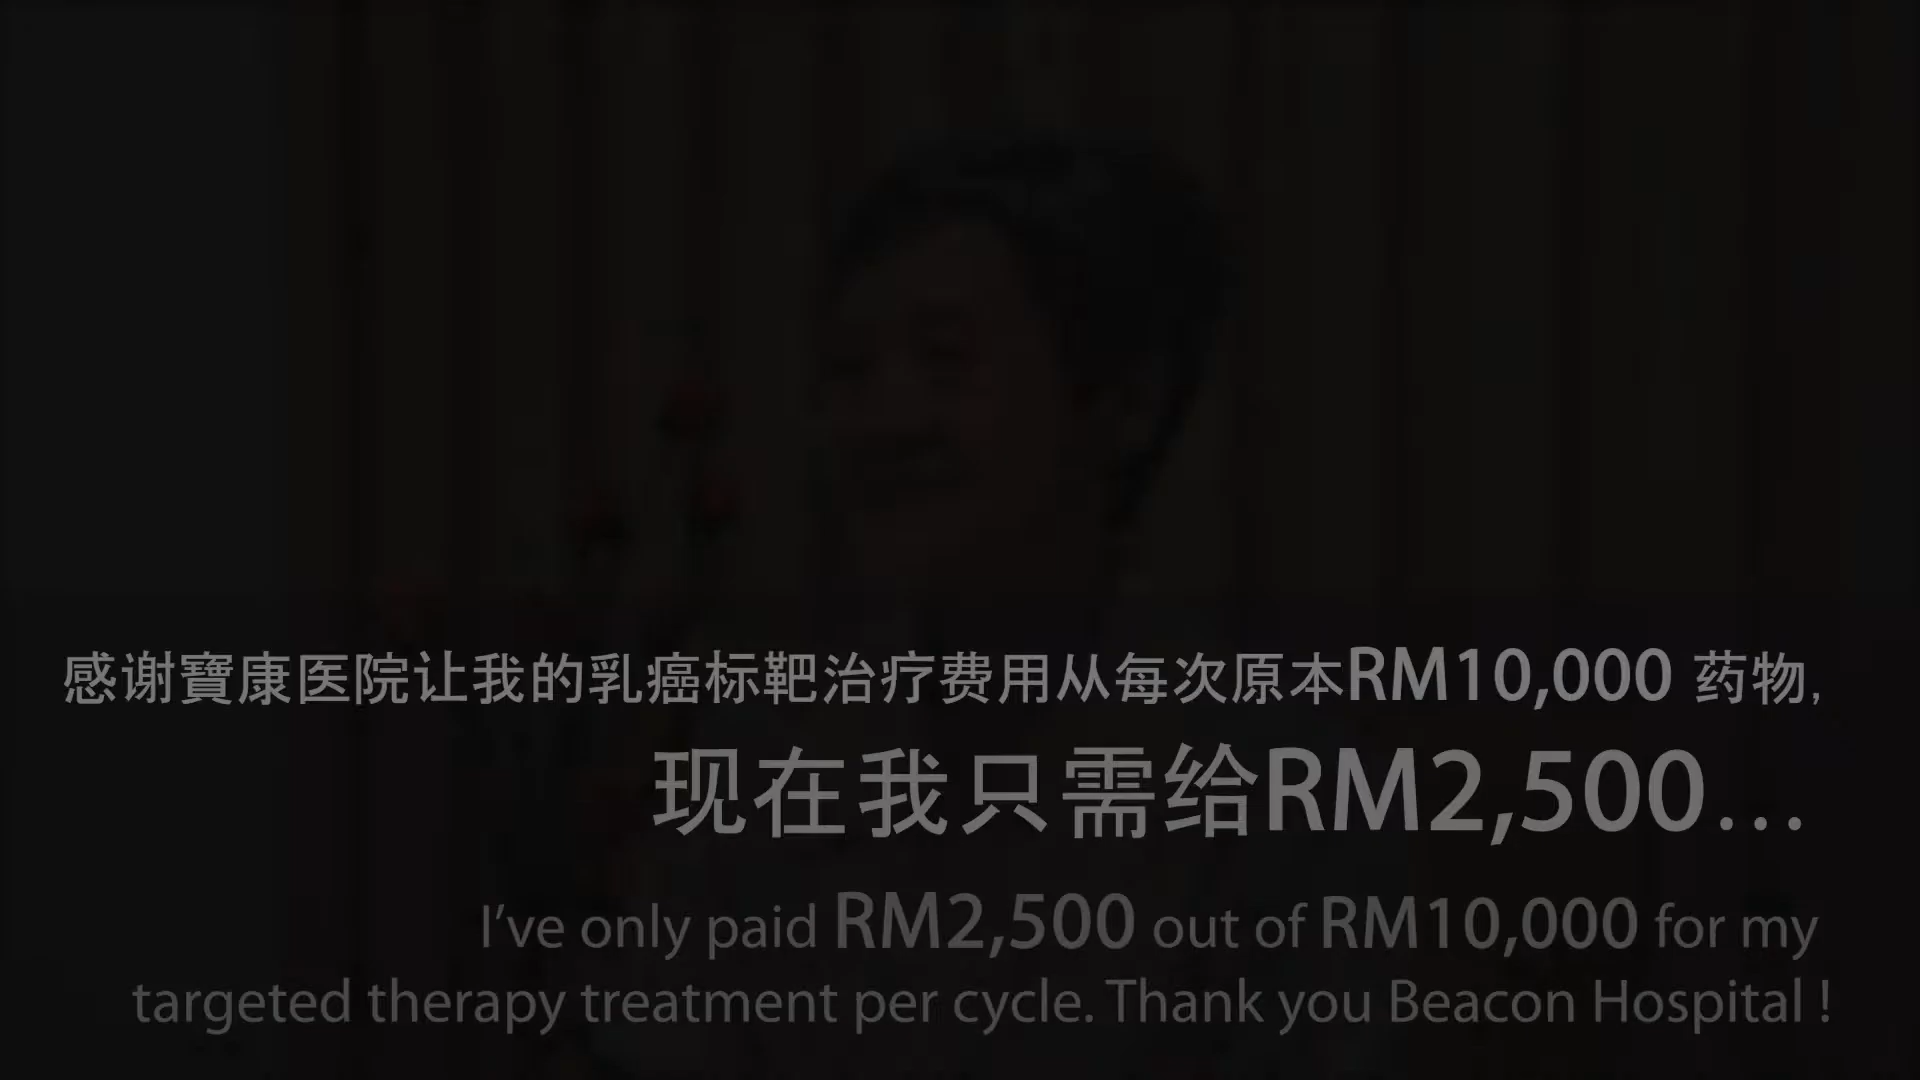 感谢寶康医院让我的乳癌标靶治疗费用从每次原本RM10,000 药物,
现在我只需给RM2,500...
I've only paid RM2,500 out of RM10,000 for my
targeted therapy treatment per cycle. Thank you Beacon Hospital !